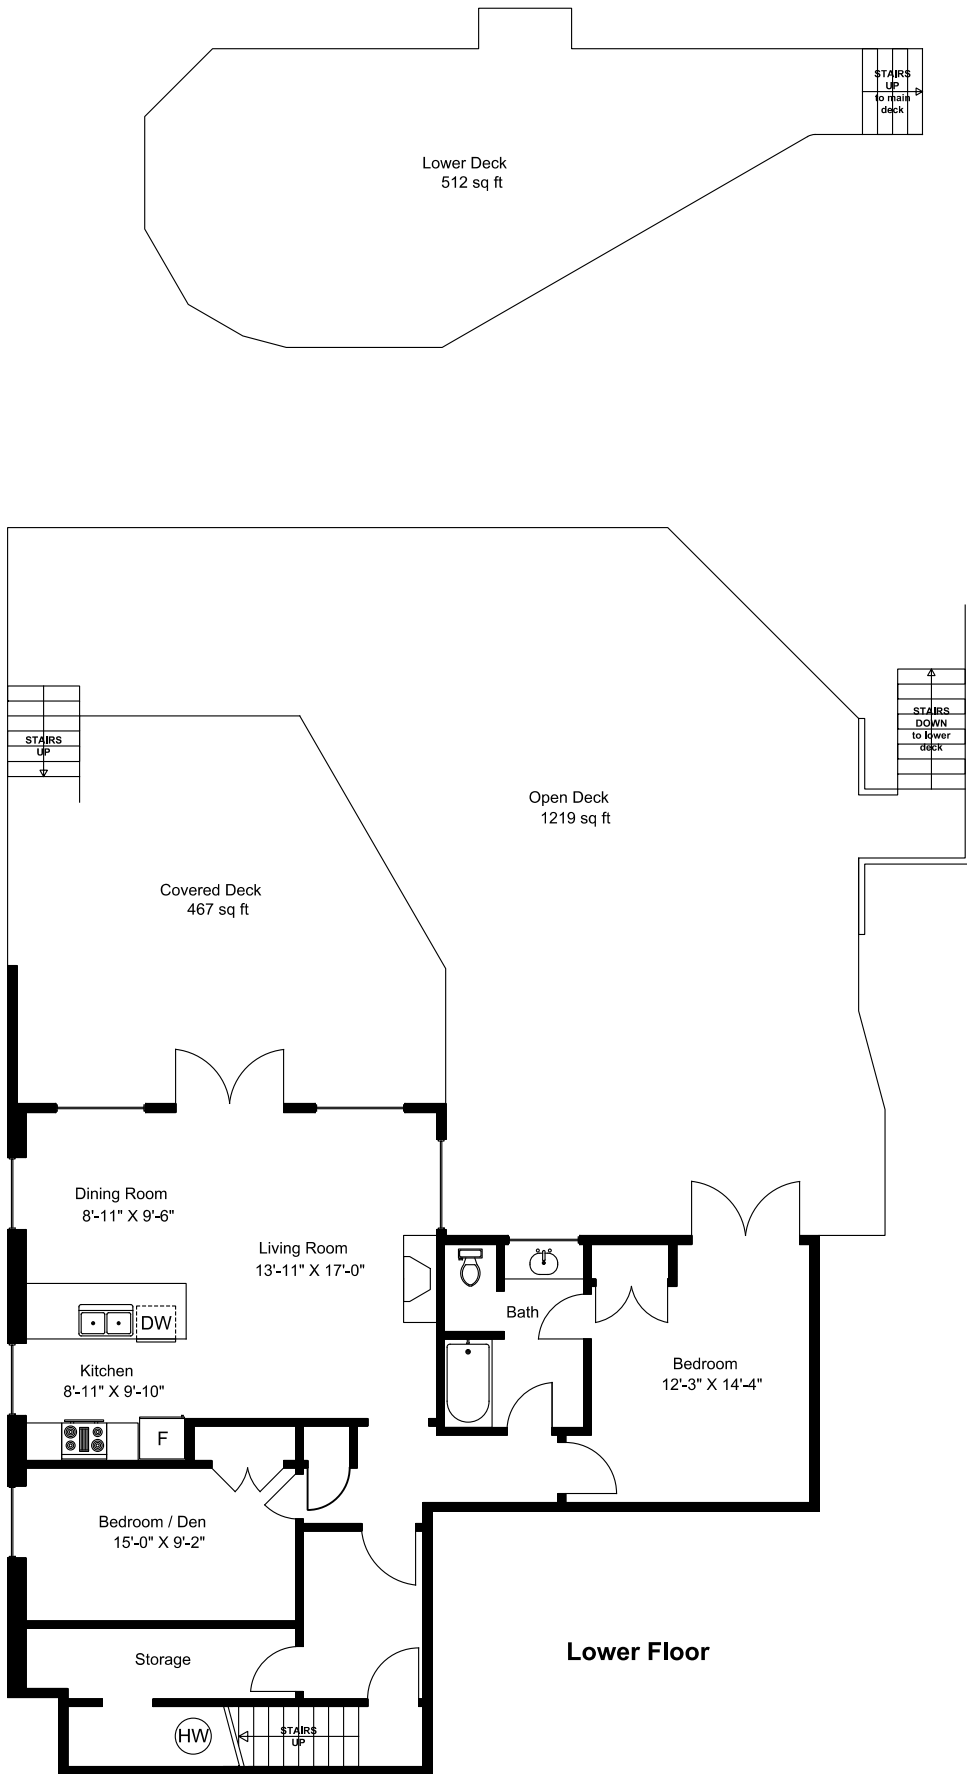 STAIRS
UP
to main
deck
Lower Deck
512 sq ft
STAIRS
UP
STAIRS
DOWN
to lower
deck
Open Deck
1219 sq ft
Covered Deck
467 sq ft
Dining Room
8'-11" X 9'-6"
Living Room
13'-11" X 17'-0"
Bath
DW
Kitchen
8'-11" X 9'-10"
Bedroom
12'-3" X 14'-4"
F
Bedroom / Den
15'-0" X 9'-2"
Storage
Lower Floor
HW
STAIRS
UP